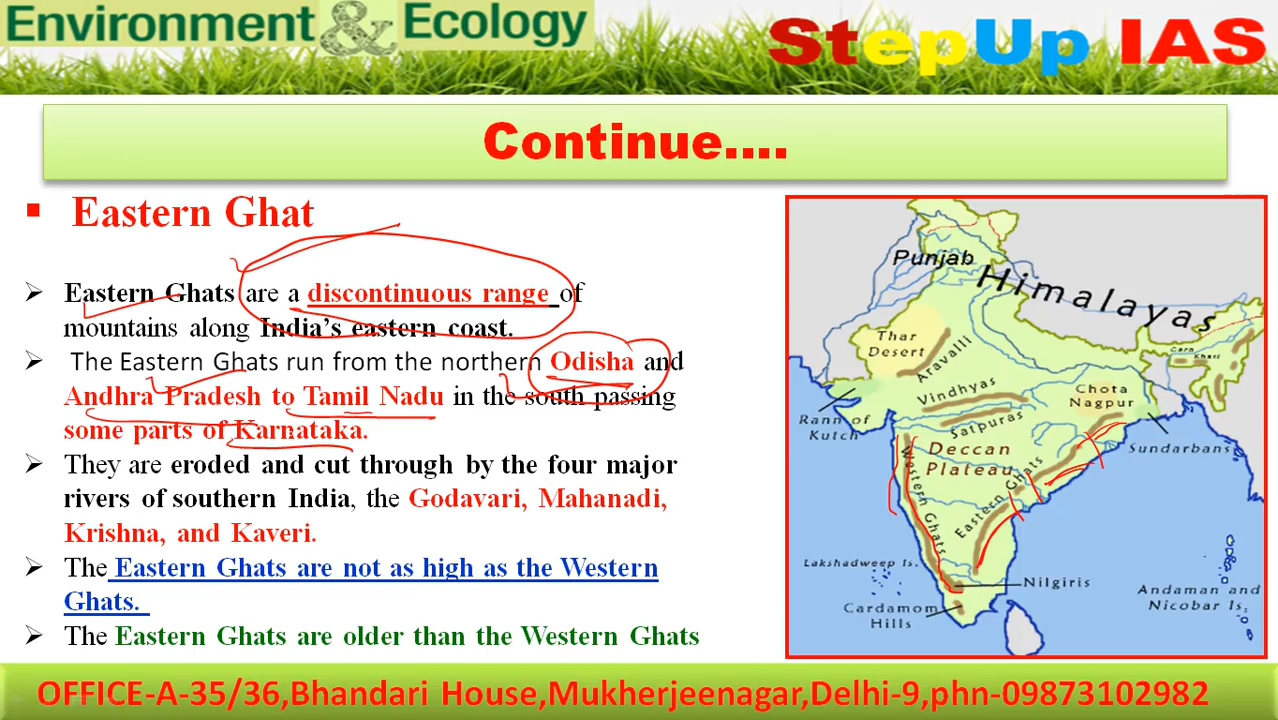 Environment & Ecology
StepUp IAS
Continue....
▪ Eastern Ghat
➢ Eastern Ghats are a discontinuous range of
mountains along India's eastern coast.
➢ The Eastern Ghats run from the northern Odisha and
Andhra Pradesh to Tamil Nadu in the south passing
some parts of Karnataka.
➢ They are eroded and cut through by the four major
rivers of southern India, the Godavari, Mahanadi,
Krishna, and Kaveri.
➢ The Eastern Ghats are not as high as the Western
Ghats.
➢ The Eastern Ghats are older than the Western Ghats
Punjab
Himalayas
Thar
Desert
Aravalli
Garo
Khasi
Vindhyas
Chota
Nagpur
Rann of
Kutch
Satpuras
Sundarbans
Deccan
Plateau
Western Ghats
Eastern Ghats
Lakshadweep Is.
Nilgiris
Andaman and
Nicobar Is.
Cardamom
Hills
OFFICE-A-35/36,Bhandari House,Mukherjeenagar,Delhi-9,phn-09873102982